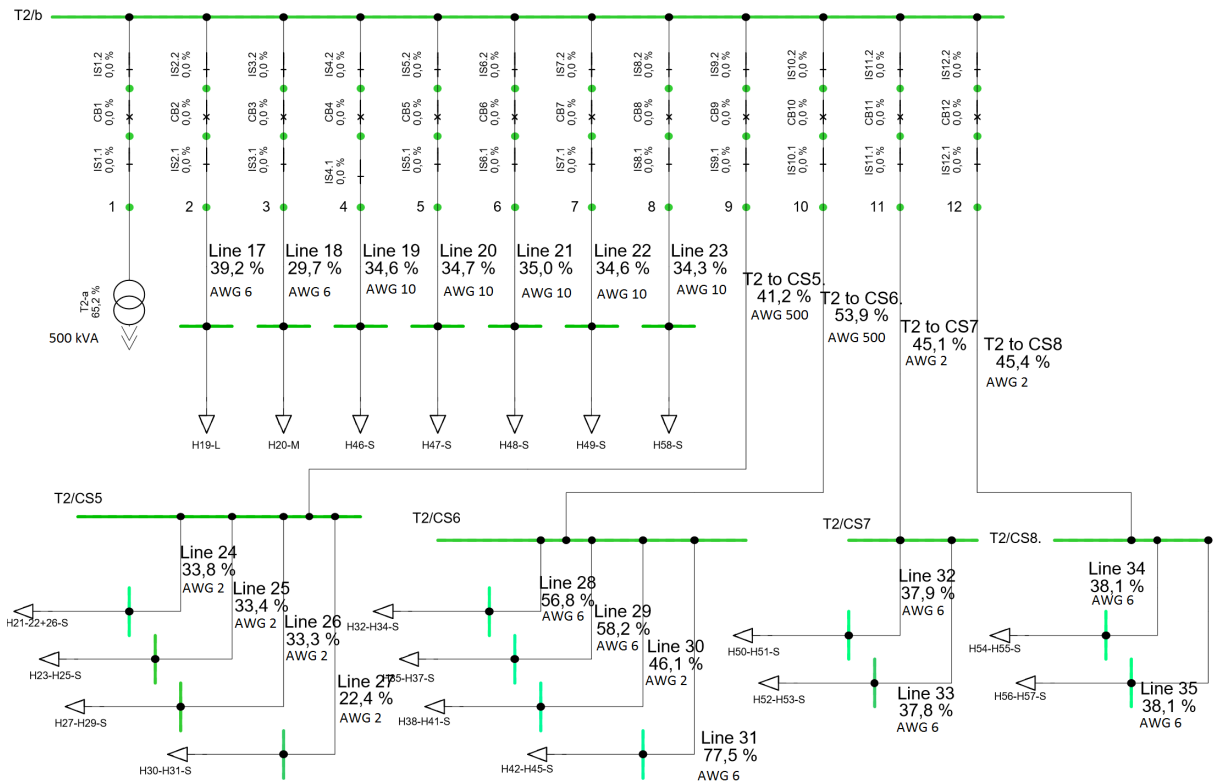 T2/b
IS1.2
0,0 %
IS2.2
0,0 %
IS3.2
0,0 %
IS4.2
0,0 %
IS5.2
0,0 %
IS6.2
0,0 %
IS7.2
0,0 %
IS8.2
0,0 %
IS9.2
0,0 %
IS10.2
0,0 %
IS11.2
0,0 %
IS12.2
0,0 %
CB1
0,0 %
CB2
0,0 %
CB3
0,0 %
CB4
0,0 %
CB5
0,0 %
CB6
0,0 %
CB7
0,0 %
CB8
0,0 %
CB9
0,0 %
CB10
0,0 %
CB11
0,0 %
CB12
0,0 %
IS1.1
0,0 %
IS2.1
0,0 %
IS3.1
0,0 %
IS4.1
0,0 %
IS5.1
0,0 %
IS6.1
0,0 %
IS7.1
0,0 %
IS8.1
0,0 %
IS9.1
0,0 %
IS10.1
0,0 %
IS11.1
0,0 %
IS12.1
0,0 %
1
2
3
4
5
6
7
8
9
10
11
12
T2-a
65,2 %
500 kVA
Line 17
39,2 %
AWG 6
Line 18
29,7 %
AWG 6
Line 19
34,6 %
AWG 10
Line 20
34,7 %
AWG 10
Line 21
35,0 %
AWG 10
Line 22
34,6 %
AWG 10
Line 23
34,3 %
AWG 10
T2 to CS5.
41,2 %
AWG 500
T2 to CS6.
53,9 %
AWG 500
T2 to CS7
45,1 %
AWG 2
T2 to CS8
45,4 %
AWG 2
H19-L
H20-M
H46-S
H47-S
H48-S
H49-S
H58-S
T2/CS5
Line 24
33,8 %
AWG 2
Line 25
33,4 %
AWG 2
Line 26
33,3 %
AWG 2
Line 27
22,4 %
AWG 2
H21-22+26-S
H23-H25-S
H27-H29-S
H30-H31-S
T2/CS6
Line 28
56,8 %
AWG 6
Line 29
58,2 %
AWG 6
Line 30
46,1 %
AWG 2
Line 31
77,5 %
AWG 6
H32-H34-S
H35-H37-S
H38-H41-S
H42-H45-S
T2/CS7
Line 32
37,9 %
AWG 6
Line 33
37,8 %
AWG 6
H50-H51-S
H52-H53-S
T2/CS8.
Line 34
38,1 %
AWG 6
Line 35
38,1 %
AWG 6
H54-H55-S
H56-H57-S